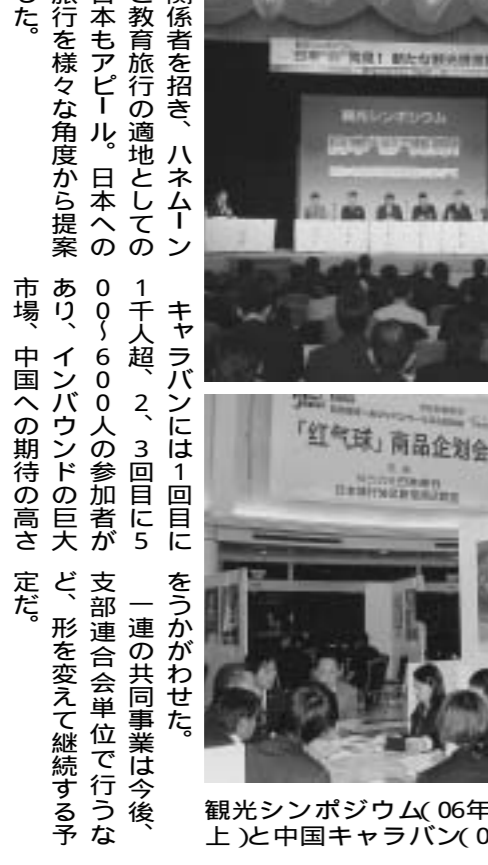 関係者を招き、ハネムーン
と教育旅行の適地としての
日本もアピール。日本への
旅行を様々な角度から提案
した。
キャラバンには1回目に
1千人超、2、3回目に5
00〜600人の参加者が
あり、インバウンドの巨大
市場、中国への期待の高さ
をうかがわせた。
一連の共同事業は今後、
支部連合会単位で行うな
ど、形を変えて継続する予
定だ。
発見！ 新たな観光
観光シンポジウム
「红气球」商品企划会
観光シンポジウム(06年
上)と中国キャラバン(0